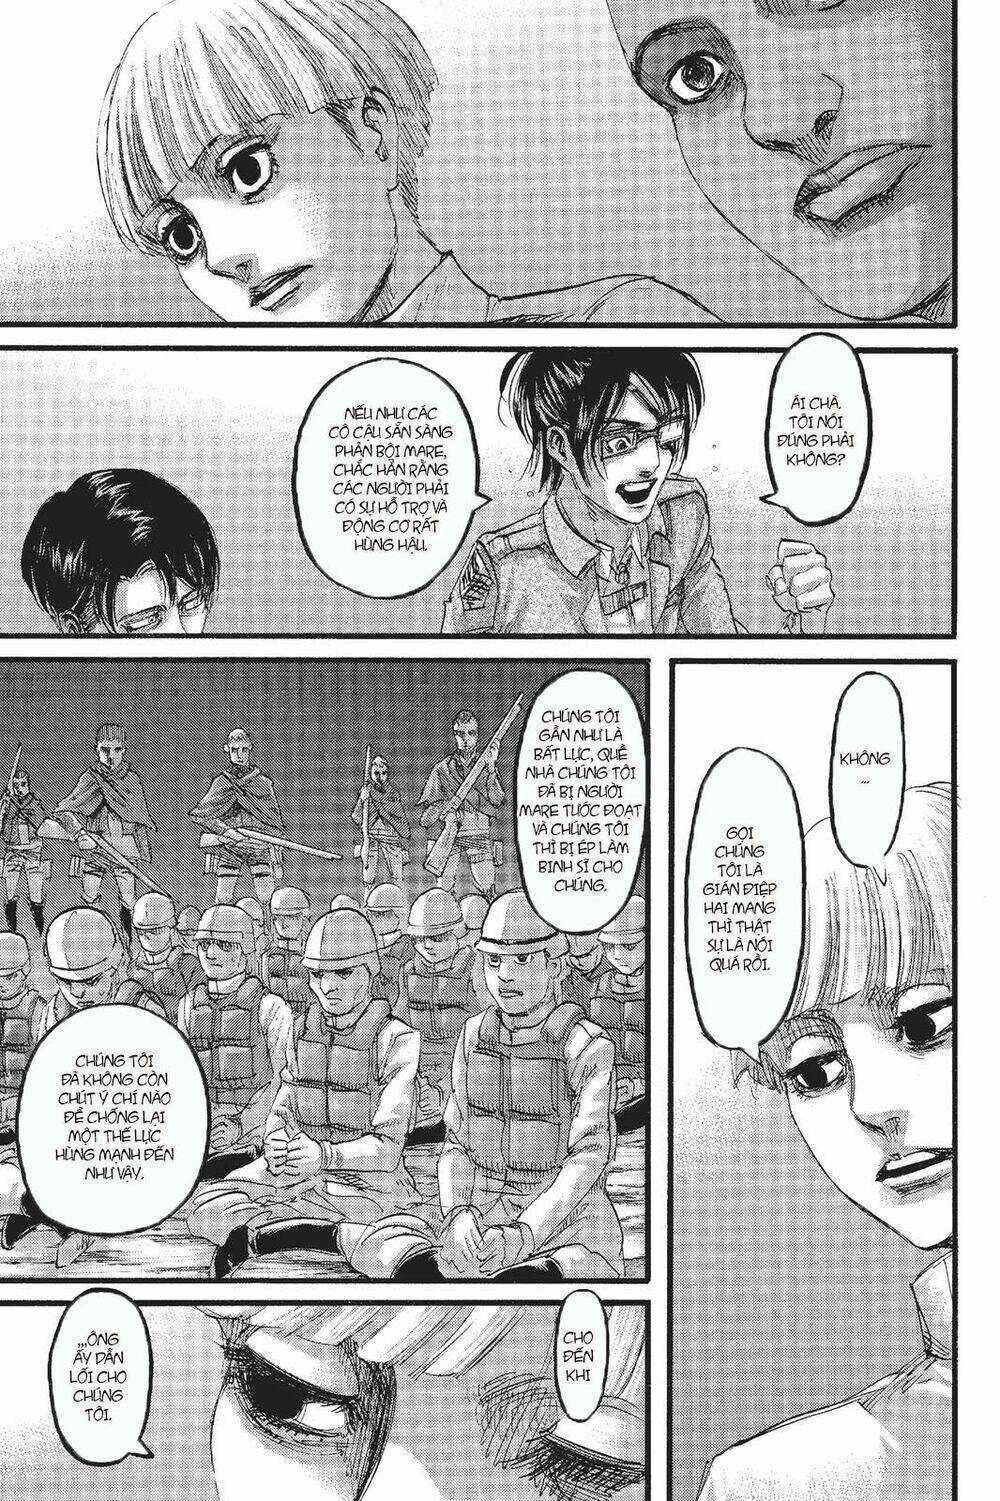 ÁI CHÀ.
TÔI NÓI
ĐÚNG PHẢI
KHÔNG?
NẾU NHƯ CÁC
CÔ CẬU SẴN SÀNG
PHẢN BỘI MARE,
CHẮC HẲN RẰNG
CÁC NGƯỜI PHẢI
CÓ SỰ HỖ TRỢ VÀ
ĐỘNG CƠ RẤT
HÙNG HẬU.
KHÔNG
...
GỌI
CHÚNG
TÔI LÀ
GIÁN ĐIỆP
HAI MANG
THÌ THẬT
SỰ LÀ NÓI
QUÁ RỒI.
CHÚNG TÔI
GẦN NHƯ LÀ
BẤT LỰC, QUÊ
NHÀ CHÚNG TÔI
ĐÃ BỊ NGƯỜI
MARE TƯỚC ĐOẠT
VÀ CHÚNG TÔI
THÌ BỊ ÉP LÀM
BINH SĨ CHO
CHÚNG.
CHÚNG TÔI
ĐÃ KHÔNG CÒN
CHÚT Ý CHÍ NÀO
ĐỂ CHỐNG LẠI
MỘT THẾ LỰC
HÙNG MẠNH ĐẾN
NHƯ VẬY.
CHO
ĐẾN
KHI
,,,ÔNG
ẤY DẪN
LỐI CHO
CHÚNG
TÔI.